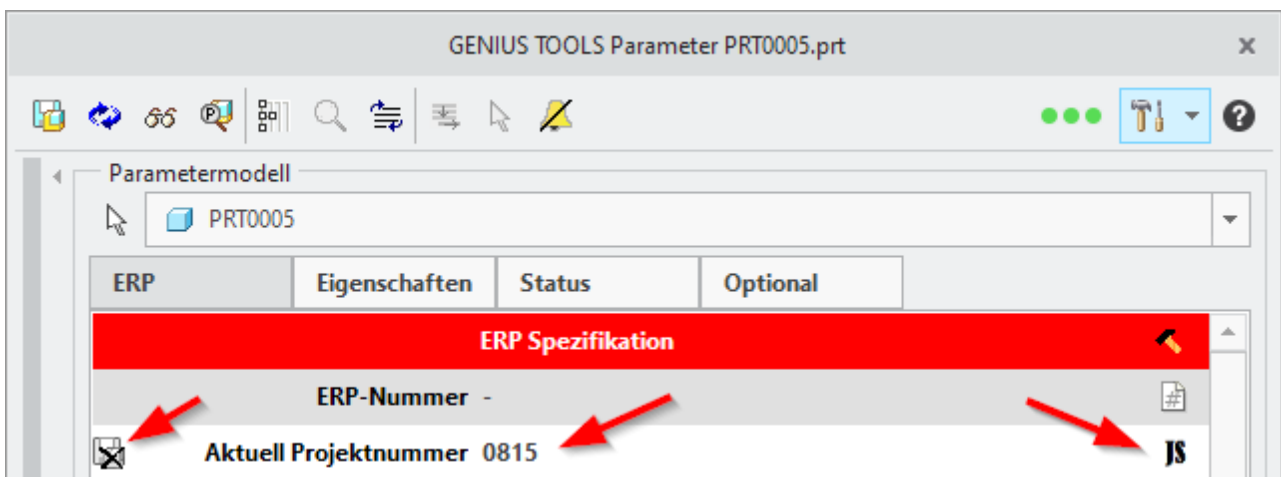 GENIUS TOOLS Parameter PRT0005.prt
Parametermodell
PRT0005
ERP Eigenschaften Status Optional
ERP Spezifikation
ERP-Nummer -
Aktuell Projektnummer 0815 JS